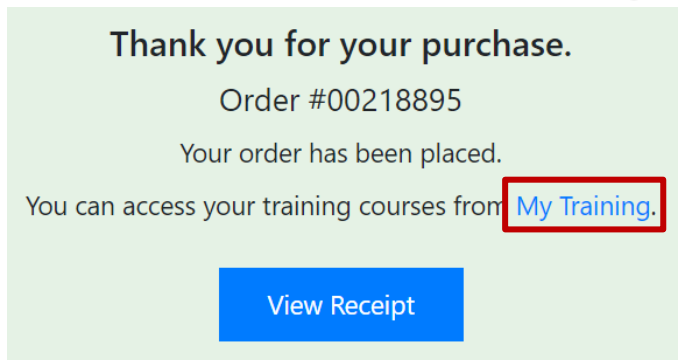 Thank you for your purchase.
Order #00218895
Your order has been placed.
You can access your training courses from My Training.
View Receipt